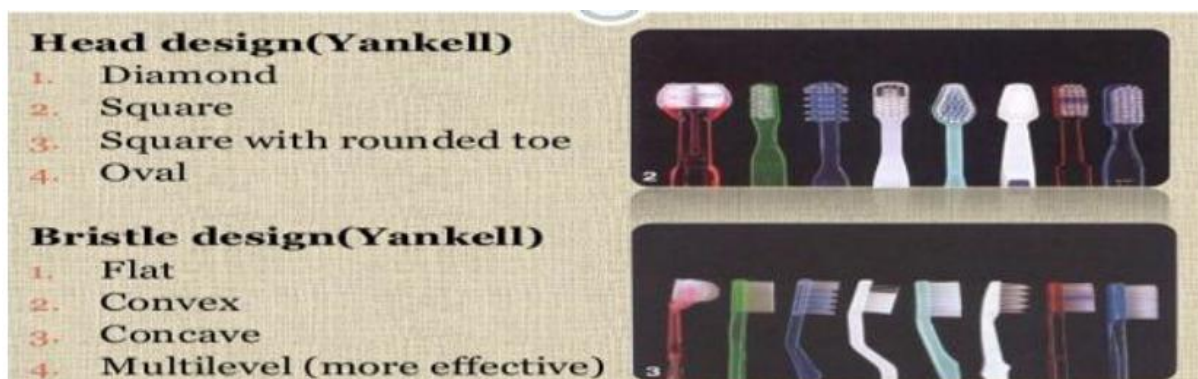 Head design(Yankell)
1. Diamond
2. Square
3. Square with rounded toe
4. Oval
2
Bristle design(Yankell)
1. Flat
2. Convex
3. Concave
4. Multilevel (more effective)
3